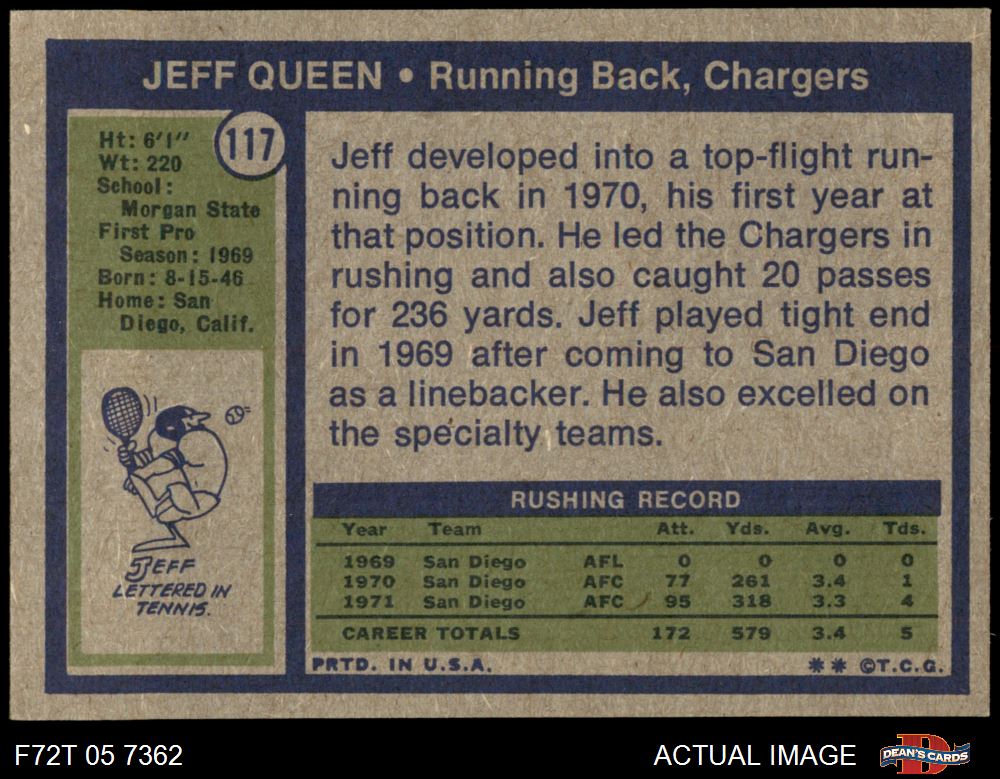 JEFF QUEEN • Running Back, Chargers
117
Ht: 6'1"
Wt: 220
School:
Morgan State
First Pro
Season: 1969
Born: 8-15-46
Home: San
Diego, Calif.
JEFF
LETTERED IN
TENNIS.
Jeff developed into a top-flight run-
ning back in 1970, his first year at
that position. He led the Chargers in
rushing and also caught 20 passes
for 236 yards. Jeff played tight end
in 1969 after coming to San Diego
as a linebacker. He also excelled on
the specialty teams.
RUSHING RECORD
Year Team Att. Yds. Avg. Tds.
1969 San Diego AFL 0 0 0 0
1970 San Diego AFC 77 261 3.4 1
1971 San Diego AFC 95 318 3.3 4
CAREER TOTALS 172 579 3.4 5
PRTD. IN U.S.A. ** ©T.C.G.
F72T 05 7362 ACTUAL IMAGE DEAN'S CARDS